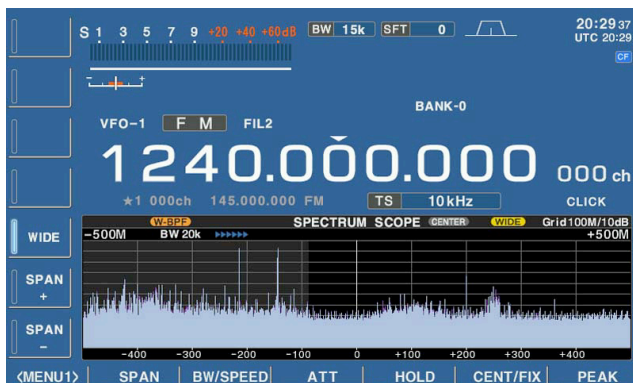 S 1 3 5 7 9 +20 +40 +60dB BW 15k SFT 0 20:29 37
UTC 20:29
CF
- +
BANK-0
VFO-1 F M FIL2
1240.000.000 000 ch
★1 000ch 145.000.000 FM TS 10kHz CLICK
W-BPF SPECTRUM SCOPE CENTER WIDE Grid100M/10dB
WIDE -500M BW 20k ▶▶▶▶▶▶ +500M
SPAN
+
SPAN
-
-400 -300 -200 -100 0 +100 +200 +300 +400
<MENU1> SPAN BW/SPEED ATT HOLD CENT/FIX PEAK